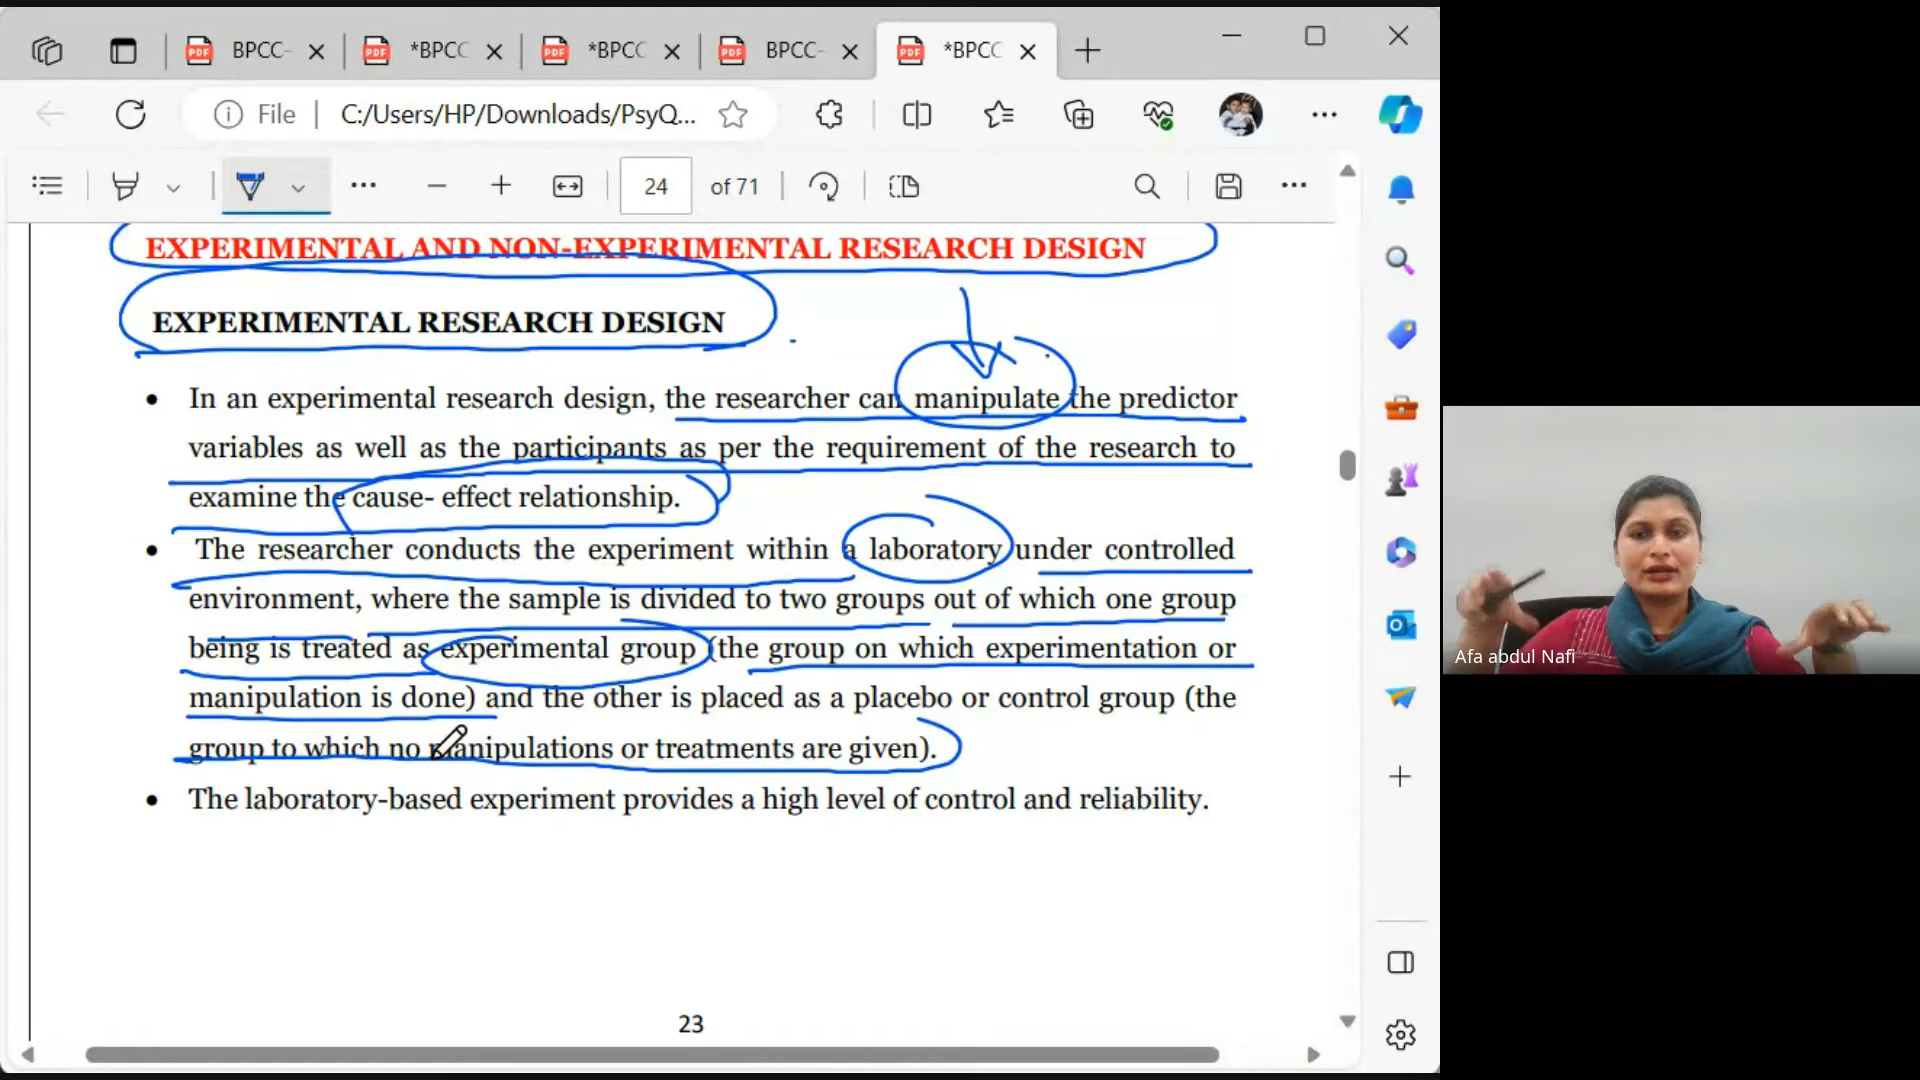 BPCC-
*BPCC
*BPCC
BPCC-
*BPCC
File
C:/Users/HP/Downloads/PsyQ...
24 of 71
EXPERIMENTAL AND NON-EXPERIMENTAL RESEARCH DESIGN
EXPERIMENTAL RESEARCH DESIGN
• In an experimental research design, the researcher can manipulate the predictor
variables as well as the participants as per the requirement of the research to
examine the cause- effect relationship.
• The researcher conducts the experiment within a laboratory under controlled
environment, where the sample is divided to two groups out of which one group
being is treated as experimental group (the group on which experimentation or
manipulation is done) and the other is placed as a placebo or control group (the
group to which no manipulations or treatments are given).
• The laboratory-based experiment provides a high level of control and reliability.
23
Afa abdul Nafi